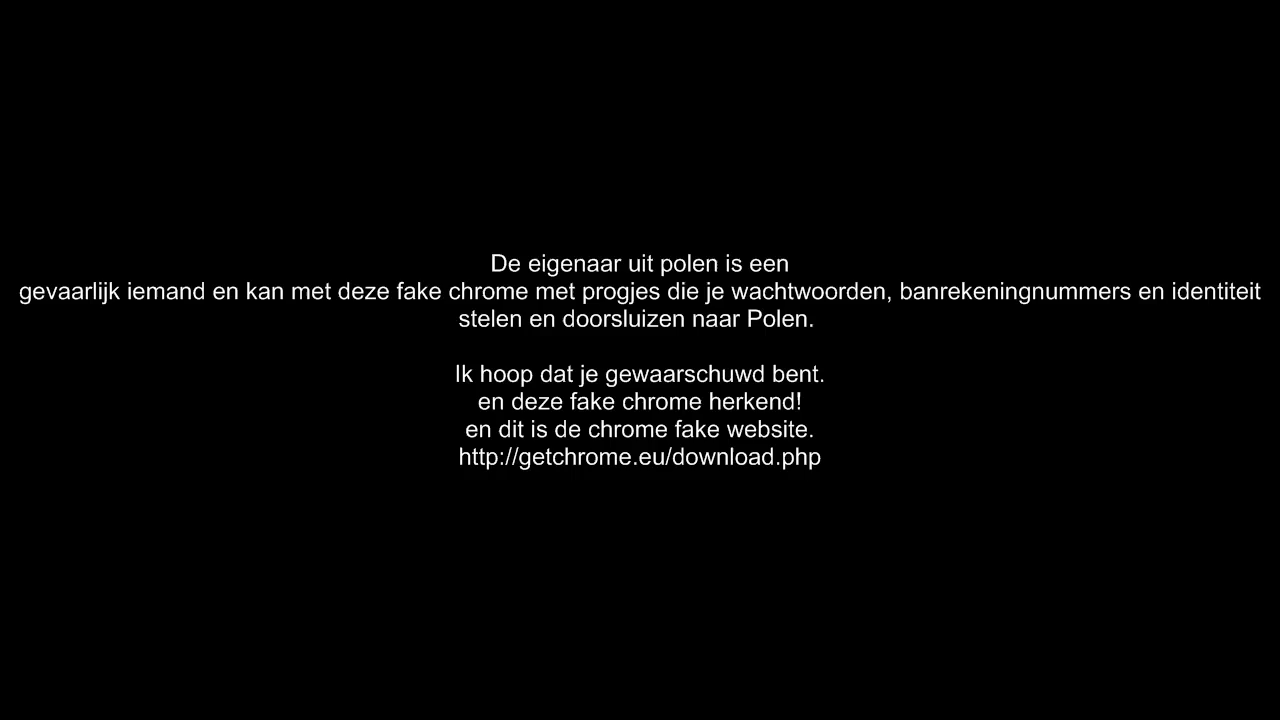 De eigenaar uit polen is een
gevaarlijk iemand en kan met deze fake chrome met progjes die je wachtwoorden, banrekeningnummers en identiteit
stelen en doorsluizen naar Polen.
Ik hoop dat je gewaarschuwd bent.
en deze fake chrome herkend!
en dit is de chrome fake website.
http://getchrome.eu/download.php